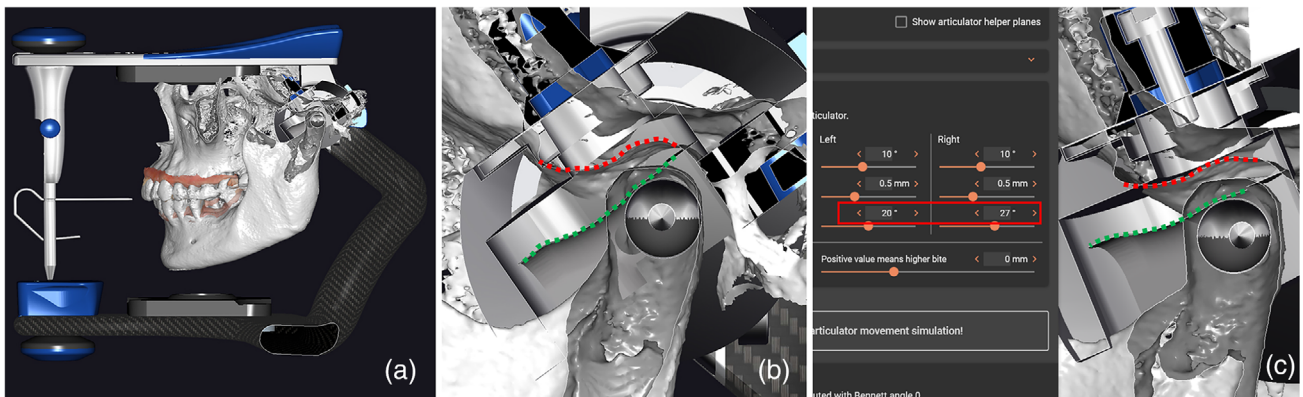 Show articulator helper planes
ticulator.
Left Right
< 10 ° > < 10 ° >
< 0.5 mm > < 0.5 mm >
< 20 ° > < 27 ° >
Positive value means higher bite < 0 mm >
articulator movement simulation!
uted with Bennett angle 0
(a) (b) (c)